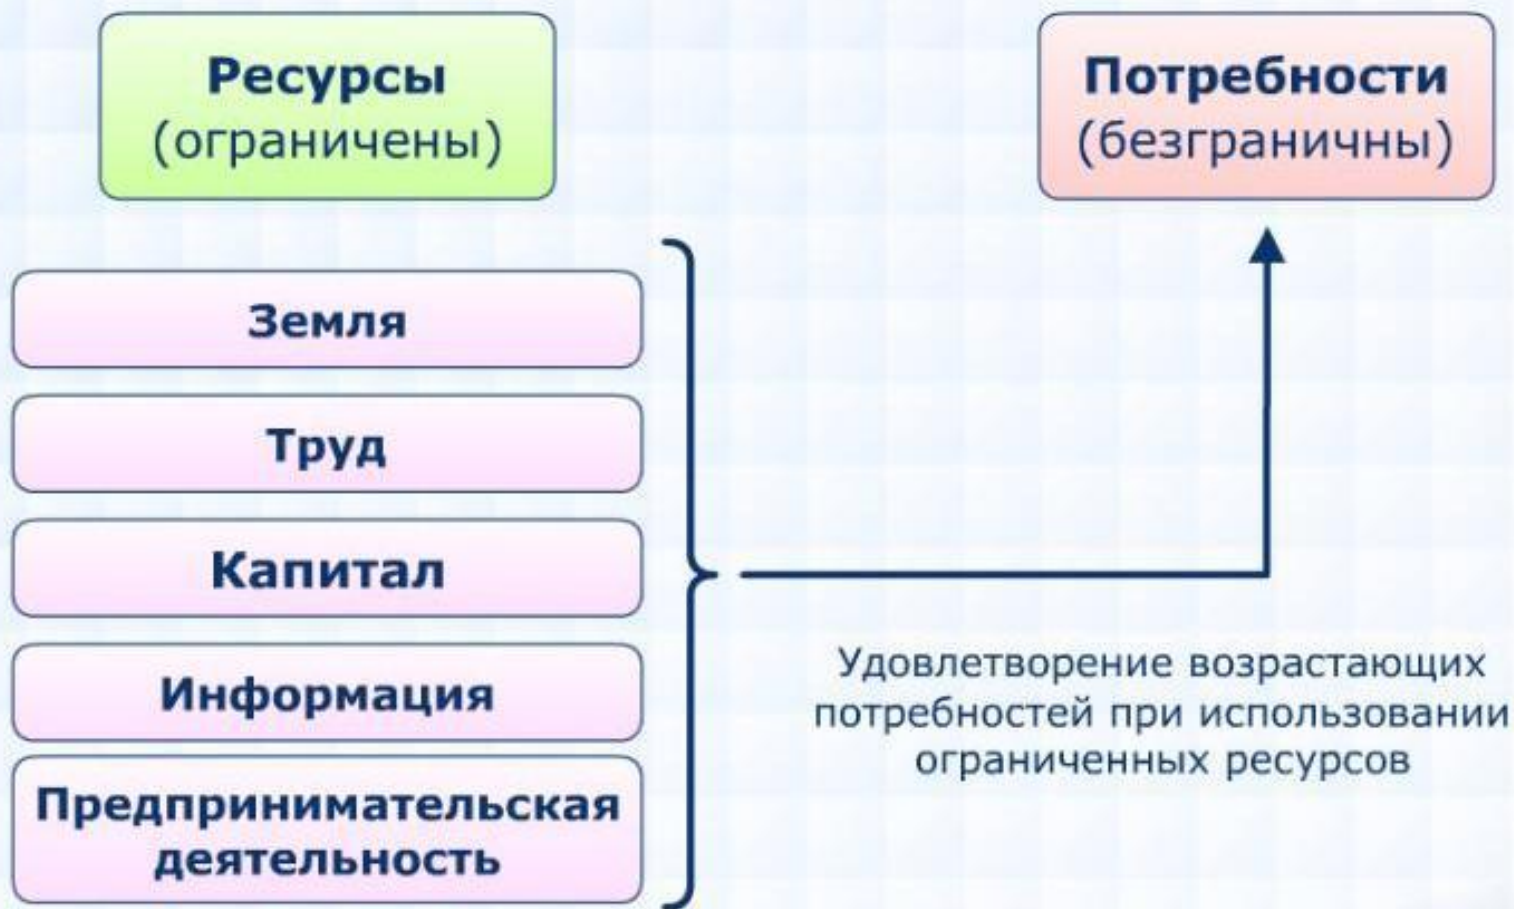 Ресурсы
(ограничены)
Потребности
(безграничны)
Земля
Труд
Капитал
Информация
Предпринимательская
деятельность
Удовлетворение возрастающих
потребностей при использовании
ограниченных ресурсов